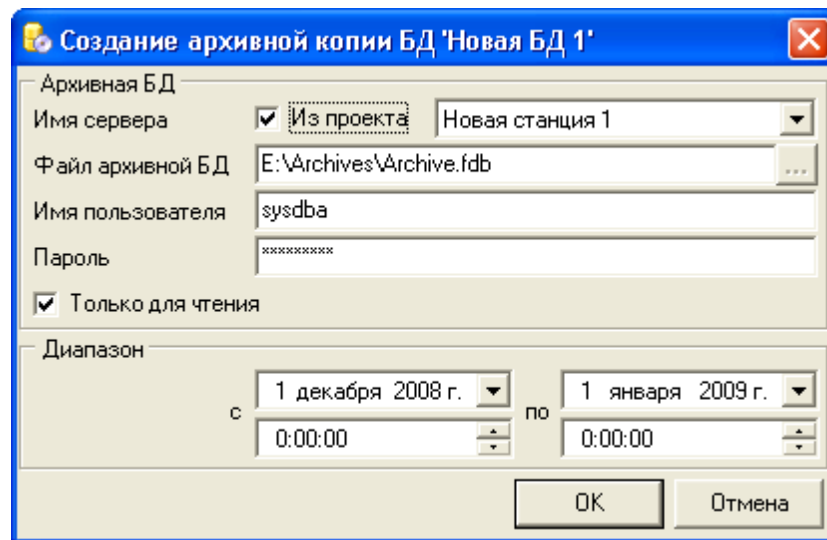 Создание архивной копии БД 'Новая БД 1'
Архивная БД
Имя сервера Из проекта Новая станция 1
Файл архивной БД E:\Archives\Archive.fdb ...
Имя пользователя sysdba
Пароль *********
Только для чтения
Диапазон
с 1 декабря 2008 г. по 1 января 2009 г.
0:00:00 0:00:00
OK Отмена